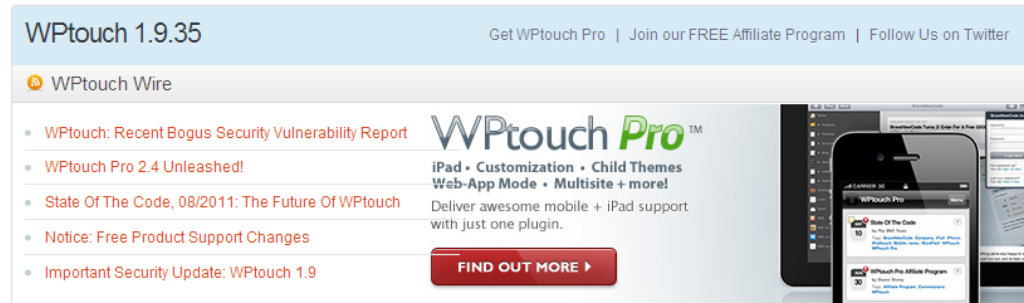 WPtouch 1.9.35
Get WPtouch Pro | Join our FREE Affiliate Program | Follow Us on Twitter
WPtouch Wire
WPtouch: Recent Bogus Security Vulnerability Report
WPtouch Pro 2.4 Unleashed!
State Of The Code, 08/2011: The Future Of WPtouch
Notice: Free Product Support Changes
Important Security Update: WPtouch 1.9
WPtouch Pro™
iPad • Customization • Child Themes
Web-App Mode • Multisite + more!
Deliver awesome mobile + iPad support
with just one plugin.
FIND OUT MORE
CARRIER 3G
WPtouch Pro
Menu
State Of The Code
10
WPtouch Pro Affiliate Program
30